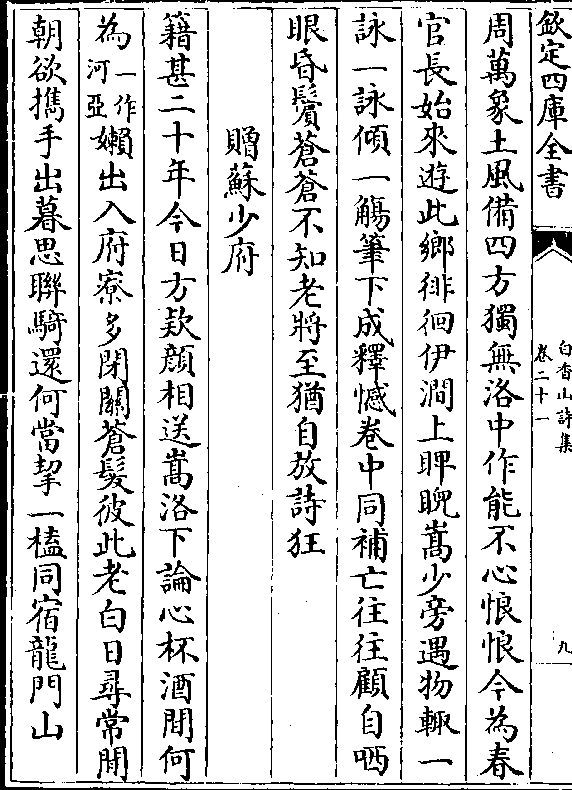 欽定四庫全書
白香山詩集
卷二十一
九
周萬象土風備四方獨無洛中作能不心悢悢今為春
官長始來遊此鄉徘徊伊澗上睥睨嵩少旁遇物輒一
詠一詠傾一觴筆下成釋憾卷中同補亡往往顧自哂
眼昏鬢蒼蒼不知老將至猶自放詩狂
贈蘇少府
籍甚二十年今日方款顔相送嵩洛下論心杯酒間何
為一作河亞嬾出入府寮多閉關蒼髮彼此老白日尋常閒
朝欲攜手出暮思聯騎還何當挈一榼同宿龍門山